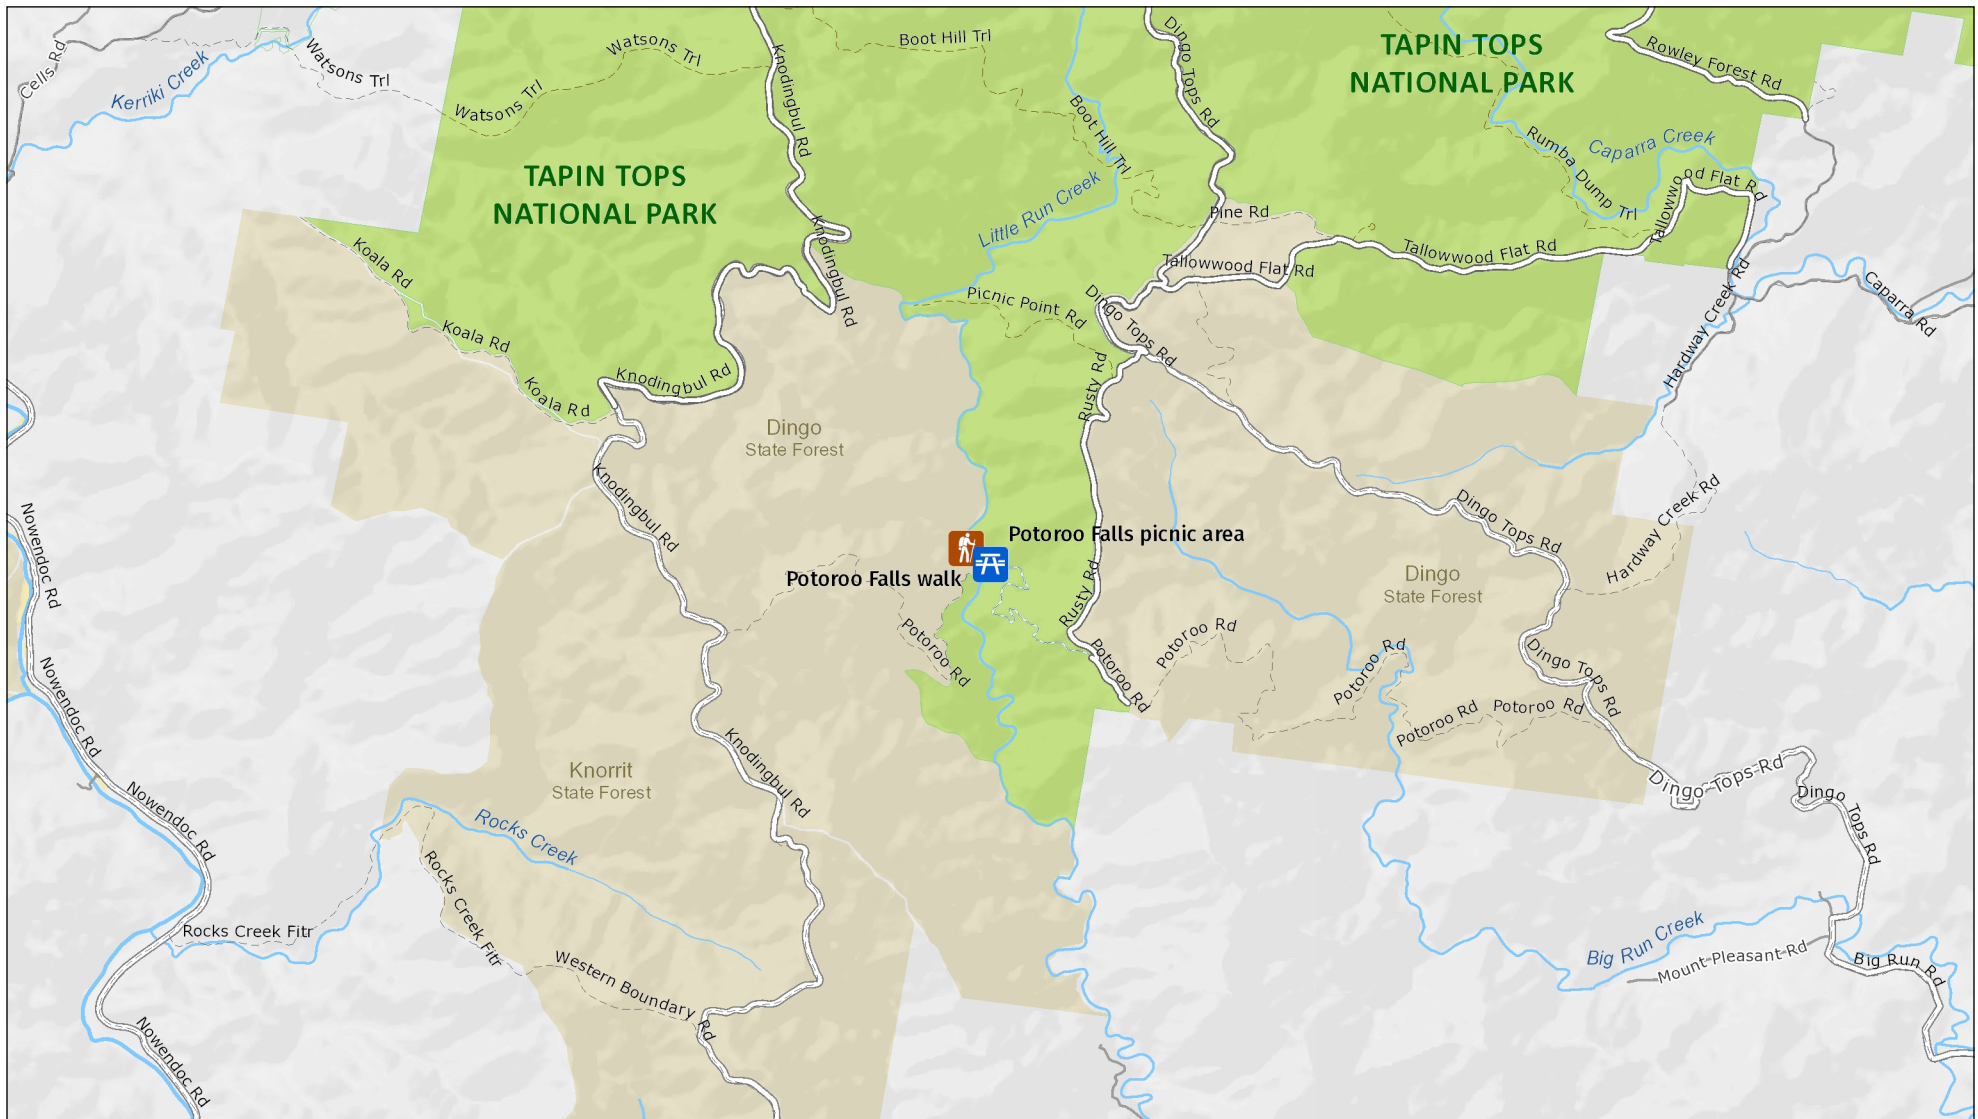 Cells Rd
Kerriki Creek
Watsons Trl
Watsons Trl
Watsons Trl
Knodingbul Rd
Boot Hill Trl
Dingo Tops Rd
TAPIN TOPS
NATIONAL PARK
Rowley Forest Rd
Boot Hill Trl
Rumba Dump Trl
Caparra Creek
TAPIN TOPS
NATIONAL PARK
Little Run Creek
Pine Rd
Tallowwood Flat Rd
Tallowwood Flat Rd
Tallowwood Flat Rd
Koala Rd
Knodingbul Rd
Picnic Point Rd
Dingo Tops Rd
Hardway Creek Rd
Caparra Rd
Koala Rd
Koala Rd
Knodingbul Rd
Rusty Rd
Dingo
State Forest
Knodingbul Rd
Nowendoc Rd
Dingo Tops Rd
Hardway Creek Rd
Potoroo Falls picnic area
Potoroo Falls walk
Rusty Rd
Dingo
State Forest
Potoroo Rd
Potoroo Rd
Potoroo Rd
Potoroo Rd
Dingo Tops Rd
Potoroo Rd
Potoroo Rd
Nowendoc Rd
Knodingbul Rd
Knorrit
State Forest
Dingo Tops Rd
Dingo Tops Rd
Nowendoc Rd
Rocks Creek
Rocks Creek Fitr
Rocks Creek Fitr
Western Boundary Rd
Big Run Creek
Mount Pleasant Rd
Big Run Rd
Nowendoc Rd